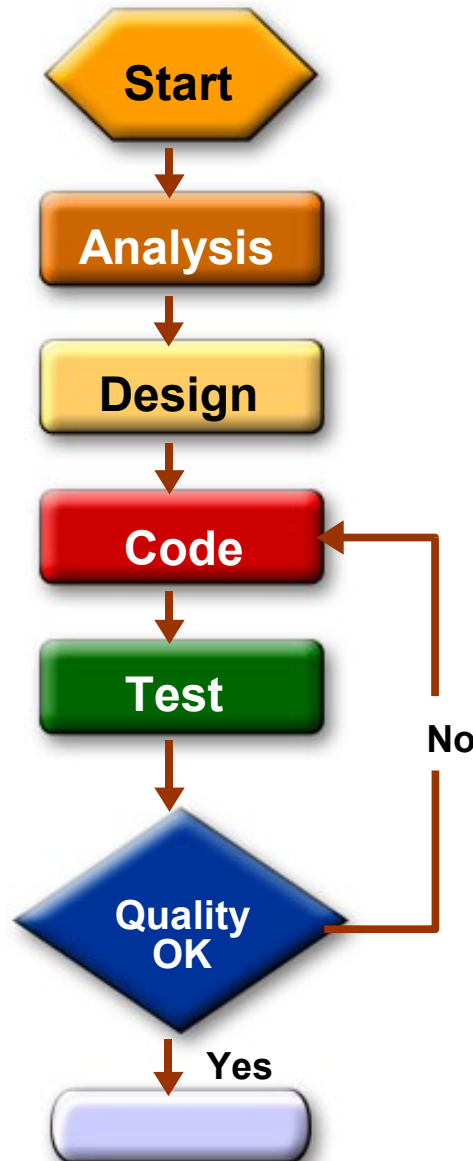 Start
Analysis
Design
Code
Test
No
Quality
OK
Yes